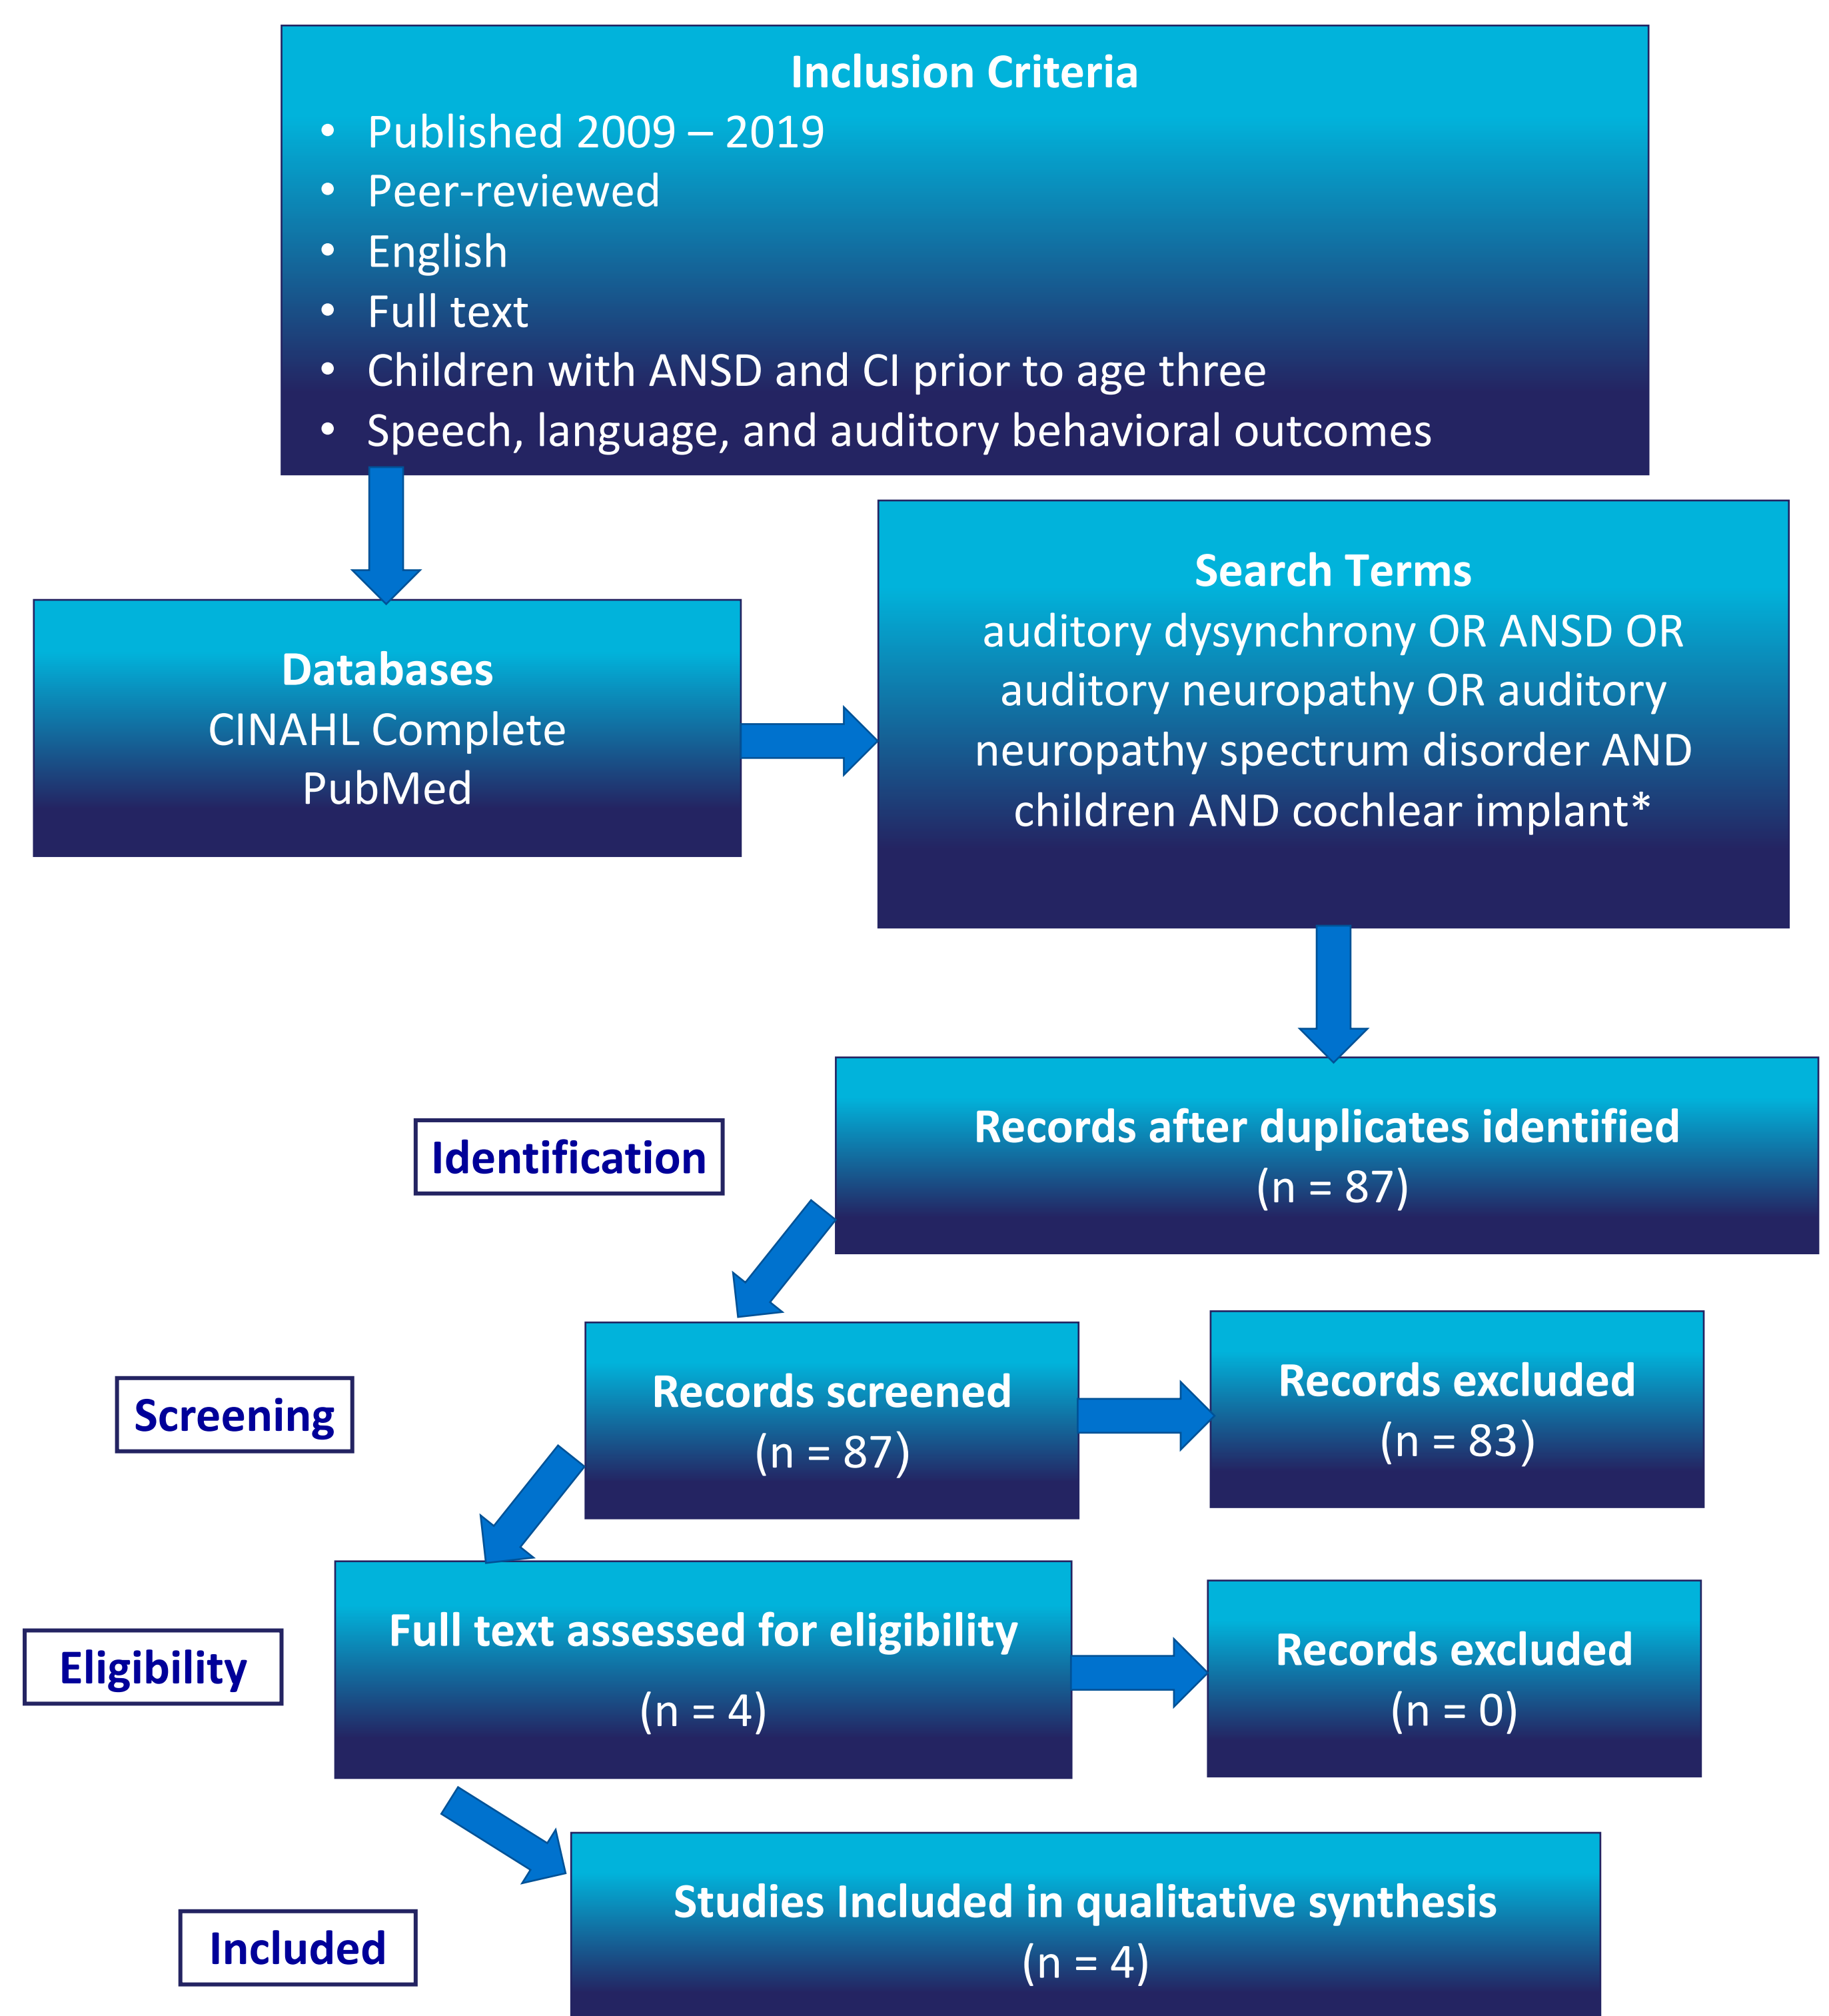 Inclusion Criteria
• Published 2009 – 2019
• Peer-reviewed
• English
• Full text
• Children with ANSD and CI prior to age three
• Speech, language, and auditory behavioral outcomes
Databases
CINAHL Complete
PubMed
Search Terms
auditory dysynchrony OR ANSD OR
auditory neuropathy OR auditory
neuropathy spectrum disorder AND
children AND cochlear implant*
Identification
Records after duplicates identified
(n = 87)
Screening
Records screened
(n = 87)
Records excluded
(n = 83)
Eligibility
Full text assessed for eligibility
(n = 4)
Records excluded
(n = 0)
Included
Studies Included in qualitative synthesis
(n = 4)